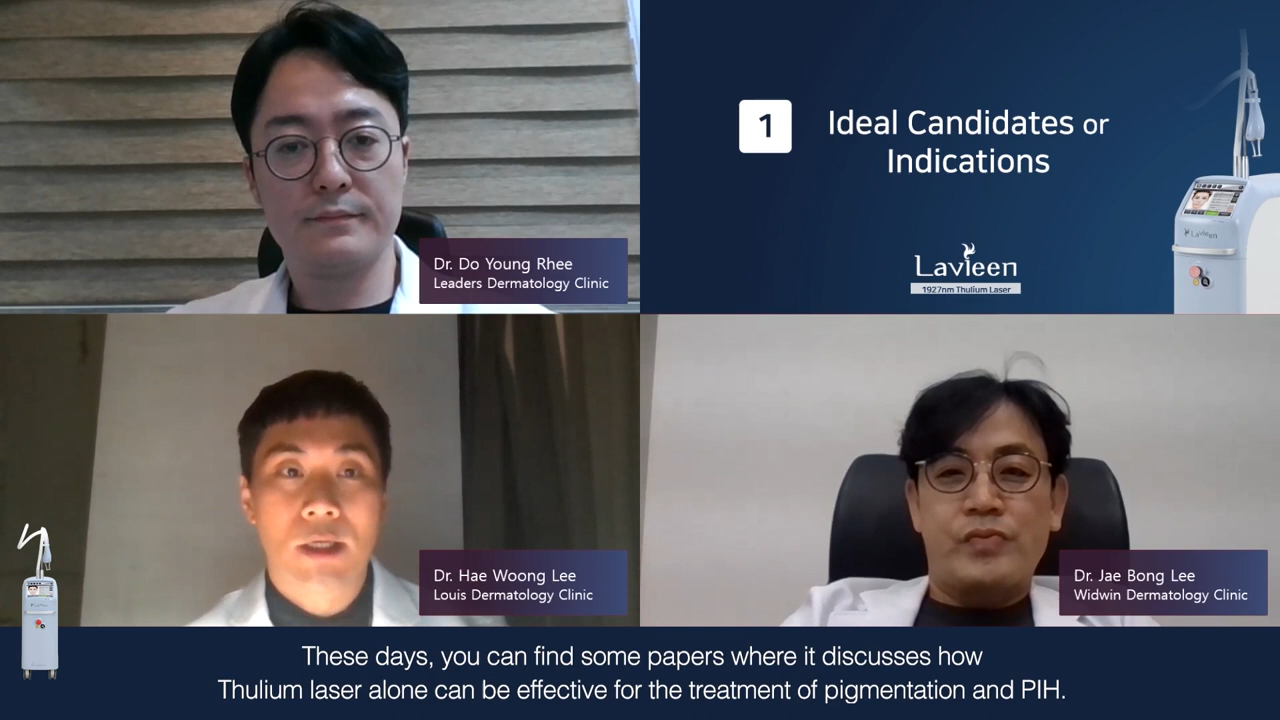 Dr. Do Young Rhee
Leaders Dermatology Clinic
1
Ideal Candidates or
Indications
Lavieen
1927nm Thulium Laser
Lavieen
Dr. Hae Woong Lee
Louis Dermatology Clinic
Dr. Jae Bong Lee
Widwin Dermatology Clinic
These days, you can find some papers where it discusses how
Thulium laser alone can be effective for the treatment of pigmentation and PIH.